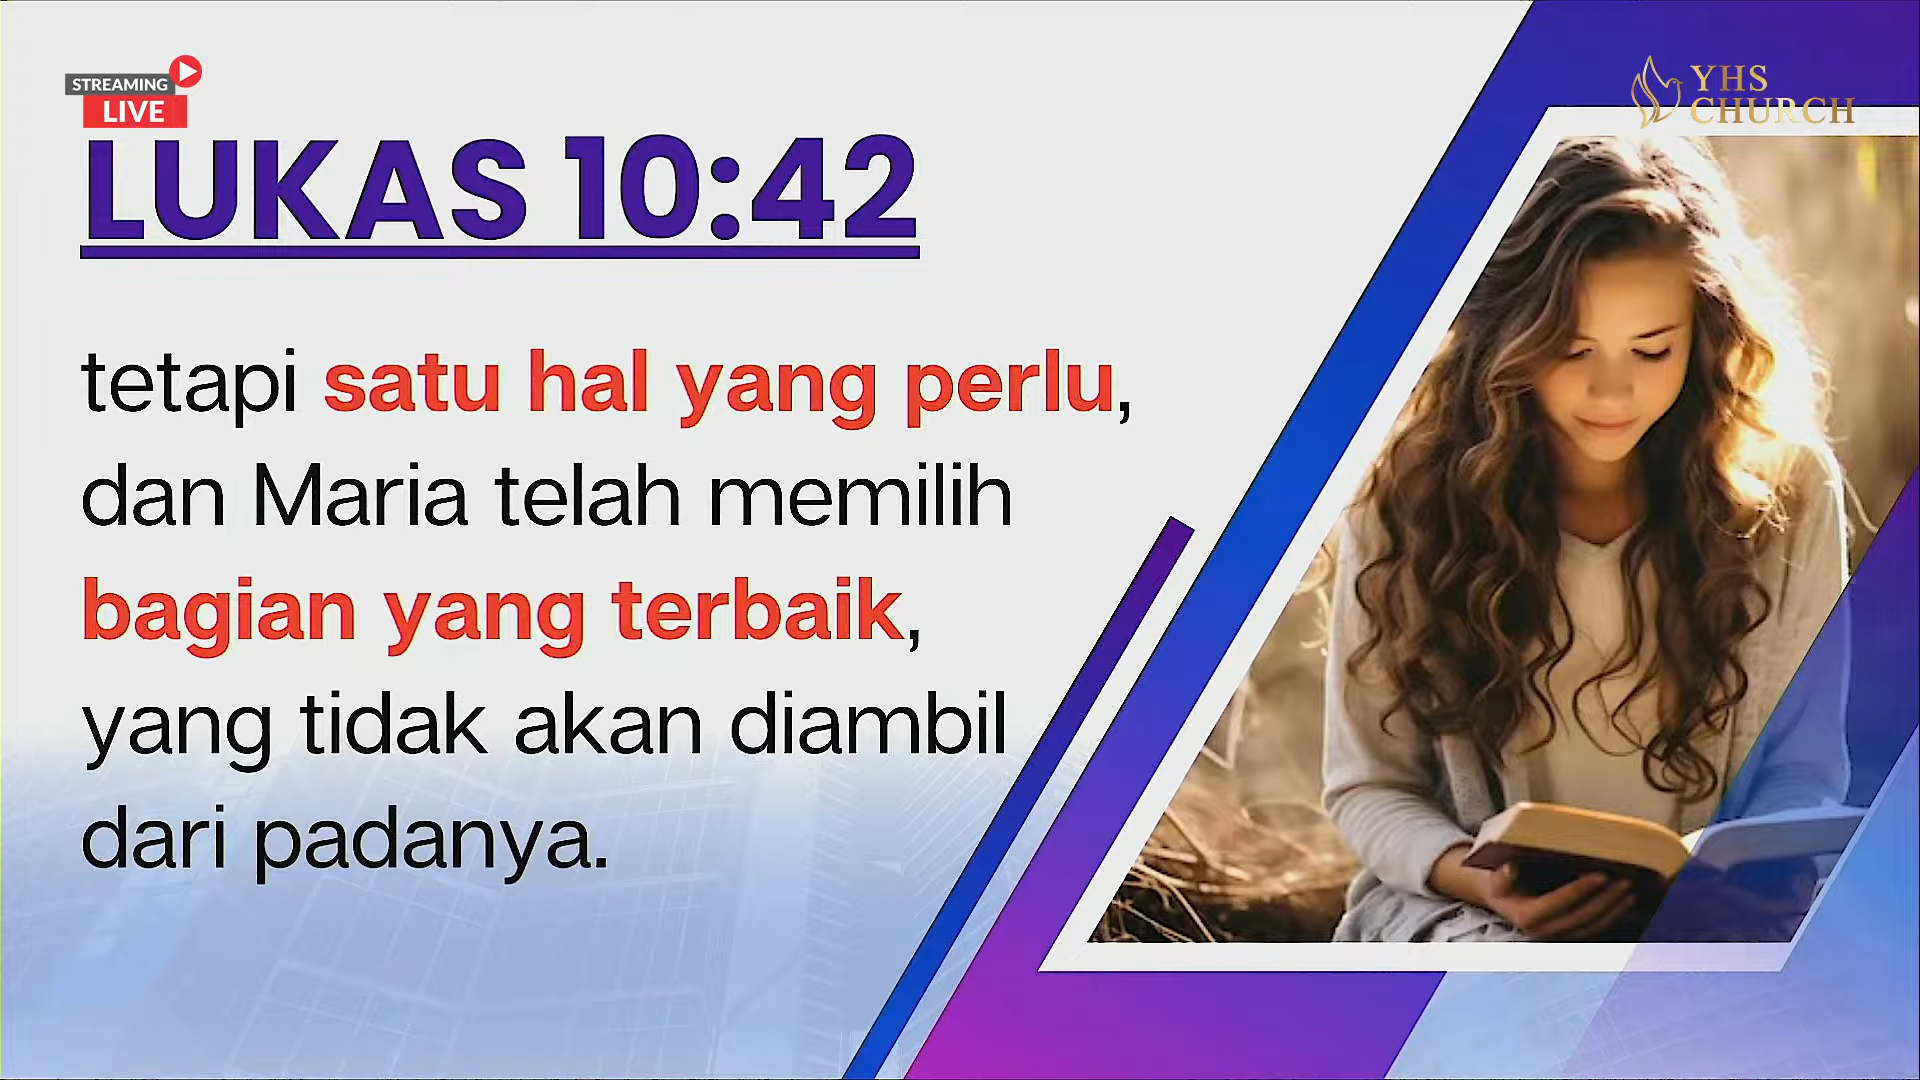 STREAMING
LIVE
YHS
CHURCH
LUKAS 10:42
tetapi satu hal yang perlu,
dan Maria telah memilih
bagian yang terbaik,
yang tidak akan diambil
dari padanya.